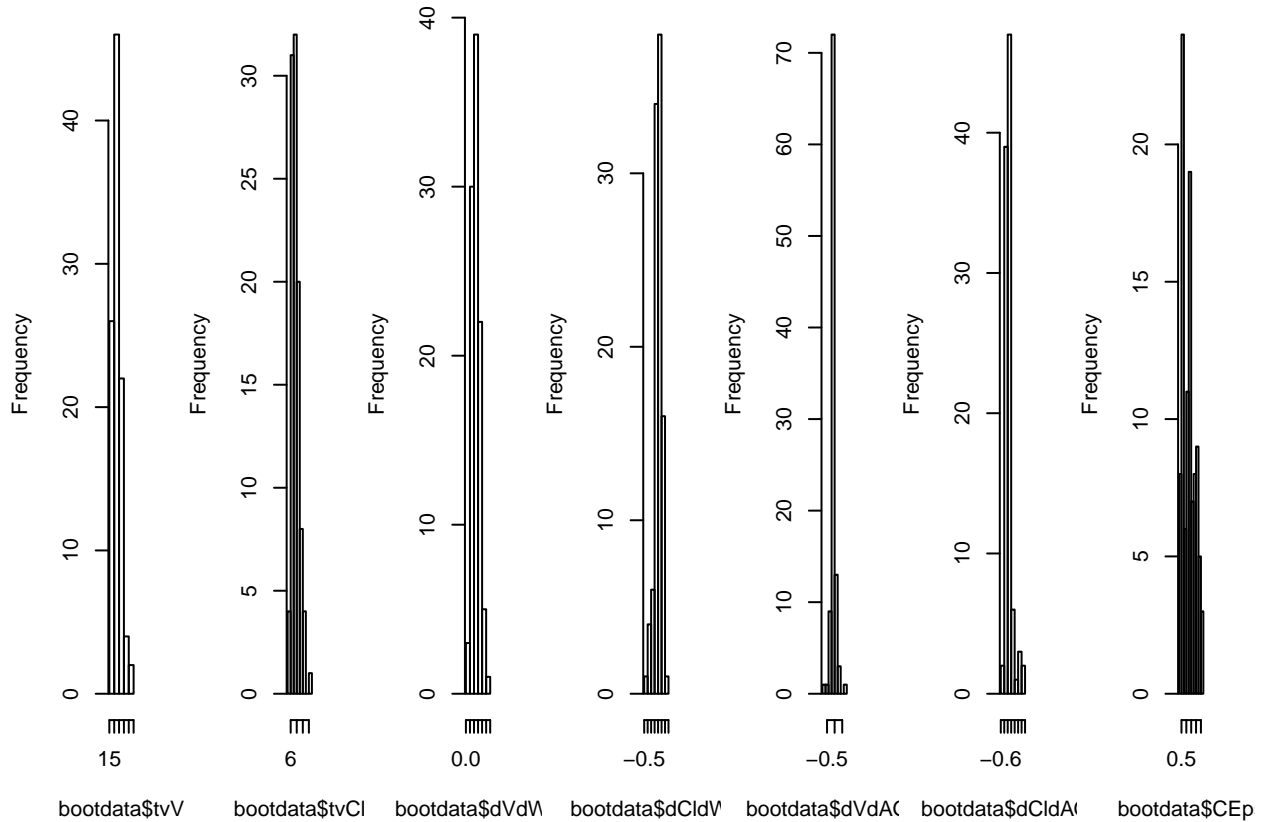 Frequency
0 10 20 30 40
15
bootdata$tvV
Frequency
0 5 10 15 20 25 30
6
bootdata$tvCl
Frequency
0 10 20 30 40
0.0
bootdata$dVdW
Frequency
0 10 20 30
−0.5
bootdata$dCldW
Frequency
0 10 20 30 40 50 60 70
−0.5
bootdata$dVdA
Frequency
0 10 20 30 40
−0.6
bootdata$dCldA
Frequency
0 5 10 15 20
0.5
bootdata$CEp